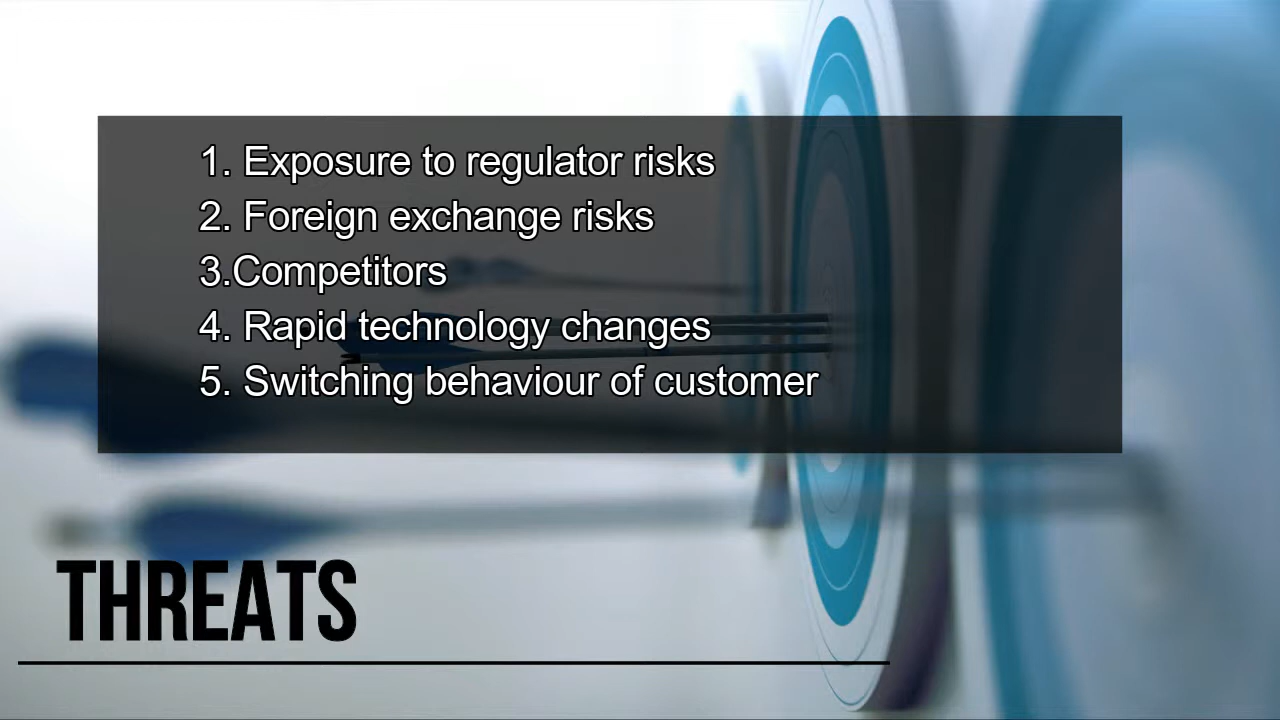 1. Exposure to regulator risks
2. Foreign exchange risks
3.Competitors
4. Rapid technology changes
5. Switching behaviour of customer
THREATS